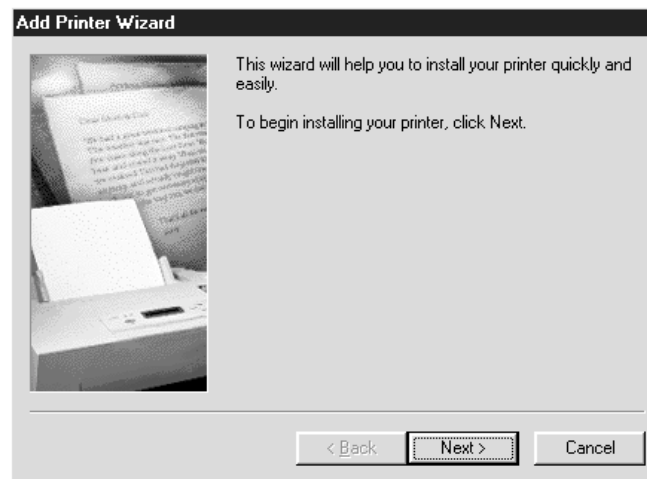 Add Printer Wizard
This wizard will help you to install your printer quickly and
easily.
To begin installing your printer, click Next.
< Back
Next >
Cancel